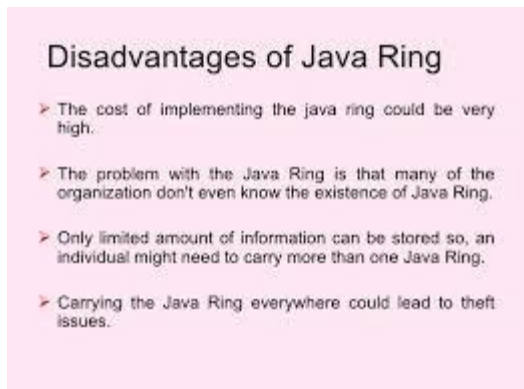 Disadvantages of Java Ring
➢ The cost of implementing the java ring could be very
high.
➢ The problem with the Java Ring is that many of the
organization don't even know the existence of Java Ring.
➢ Only limited amount of information can be stored so, an
individual might need to carry more than one Java Ring.
➢ Carrying the Java Ring everywhere could lead to theft
issues.